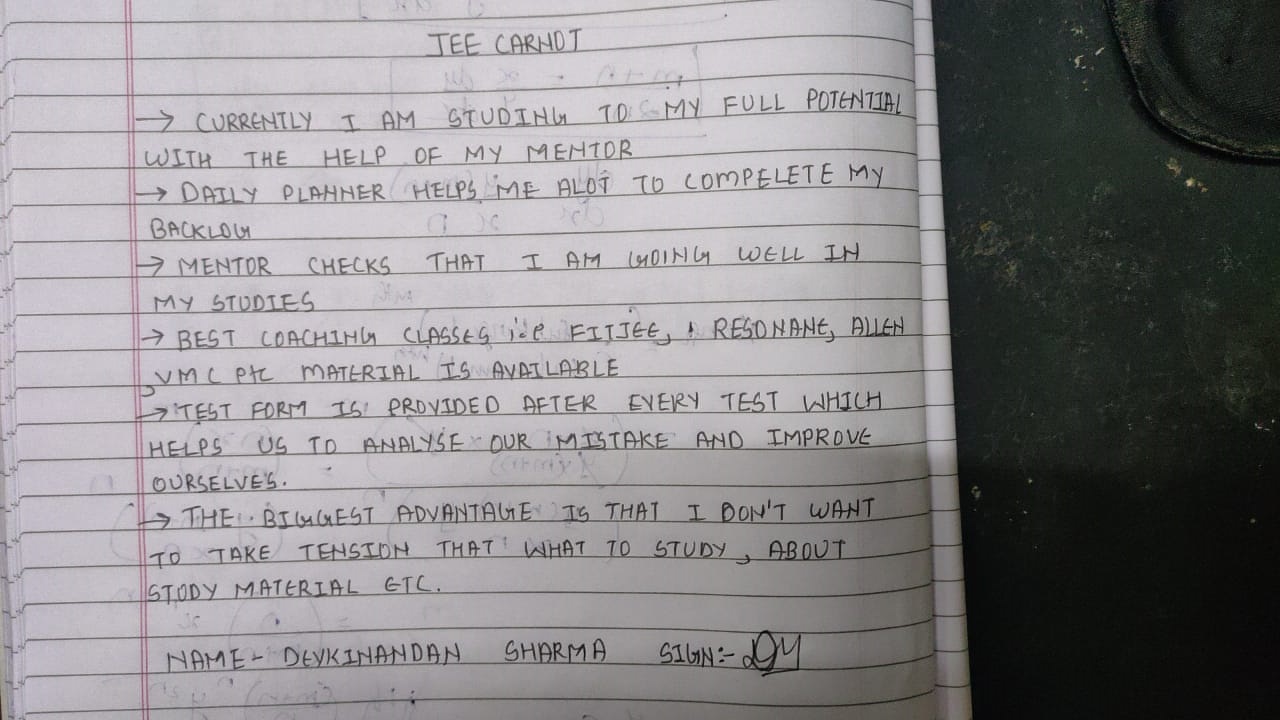 JEE CARNOT
→ CURRENTLY I AM STUDING TO MY FULL POTENTIAL
WITH THE HELP OF MY MENTOR
→ DAILY PLANNER HELPS ME ALOT TO COMPELETE MY
BACKLOG
→ MENTOR CHECKS THAT I AM GOING WELL IN
MY STUDIES
→ BEST COACHING CLASSES i.e FIJJEE, RESONANE, ALLEN
, VMC etc MATERIAL IS AVAILABLE
→ TEST FORM IS PROVIDED AFTER EVERY TEST WHICH
HELPS US TO ANALYSE OUR MISTAKE AND IMPROVE
OURSELVE'S.
→ THE BIGGEST ADVANTAGE IS THAT I DON'T WANT
TO TAKE TENSION THAT WHAT TO STUDY, ABOUT
STUDY MATERIAL ETC.
NAME- DEVKINANDAN SHARMA SIGN:-